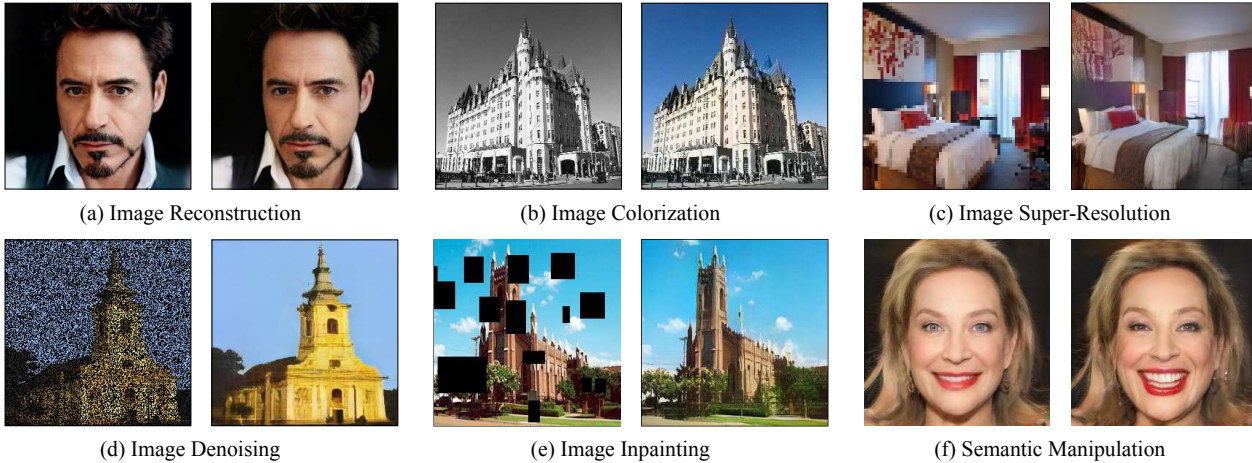 (a) Image Reconstruction
(b) Image Colorization
(c) Image Super-Resolution
(d) Image Denoising
(e) Image Inpainting
(f) Semantic Manipulation